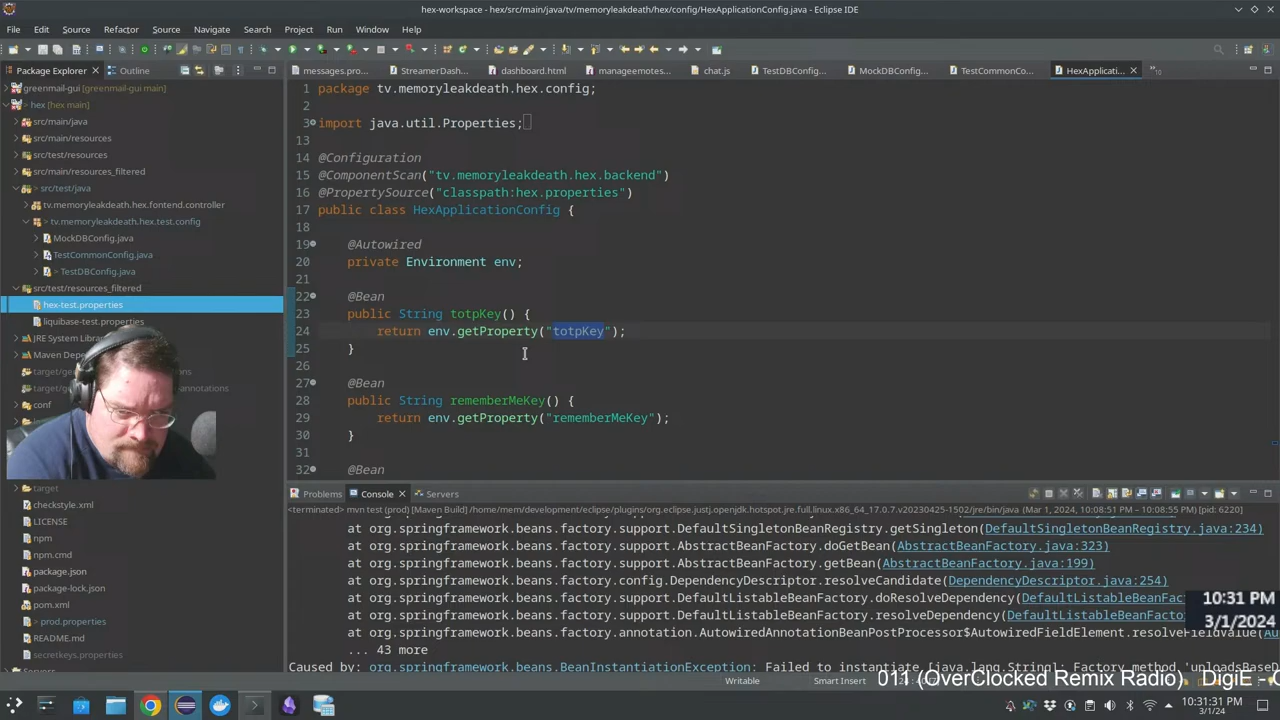 hex-workspace - hex/src/main/java/tv/memoryleakdeath/hex/config/HexApplicationConfig.java - Eclipse IDE
File Edit Source Refactor Source Navigate Search Project Run Window Help
Package Explorer Outline
messages.pro... StreamerDash... dashboard.html manageemotes... chat.js TestDBConfig... MockDBConfig... TestCommonCo... HexApplicati...
greenmail-gui [greenmail-gui main]
> hex [hex main]
src/main/java
src/main/resources
src/test/resources
src/main/resources_filtered
> src/test/java
tv.memoryleakdeath.hex.fontend.controller
> tv.memoryleakdeath.hex.test.config
MockDBConfig.java
TestCommonConfig.java
> TestDBConfig.java
src/test/resources_filtered
hex-test.properties
liquibase-test.properties
JRE System Libr
Maven Depe
conf
target
checkstyle.xml
LICENSE
npm
npm.cmd
package.json
package-lock.json
pom.xml
> prod.properties
README.md
secretkeys.properties
1 package tv.memoryleakdeath.hex.config;
2
3 import java.util.Properties;
13
14 @Configuration
15 @ComponentScan("tv.memoryleakdeath.hex.backend")
16 @PropertySource("classpath:hex.properties")
17 public class HexApplicationConfig {
18
19 @Autowired
20 private Environment env;
21
22 @Bean
23 public String totpKey() {
24 return env.getProperty("totpKey");
25 }
26
27 @Bean
28 public String rememberMeKey() {
29 return env.getProperty("rememberMeKey");
30 }
31
32 @Bean
Problems Console Servers
<terminated> mvn test (prod) [Maven Build] /home/mem/development/eclipse/plugins/org.eclipse.justj.openjdk.hotspot.jre.full.linux.x86_64_17.0.7.v20230425-1502/jre/bin/java (Mar 1, 2024, 10:08:51 PM – 10:08:55 PM) [pid: 6220]
at org.springframework.beans.factory.support.DefaultSingletonBeanRegistry.getSingleton(DefaultSingletonBeanRegistry.java:234)
at org.springframework.beans.factory.support.AbstractBeanFactory.doGetBean(AbstractBeanFactory.java:323)
at org.springframework.beans.factory.support.AbstractBeanFactory.getBean(AbstractBeanFactory.java:199)
at org.springframework.beans.factory.config.DependencyDescriptor.resolveCandidate(DependencyDescriptor.java:254)
at org.springframework.beans.factory.support.DefaultListableBeanFactory.doResolveDependency(DefaultListableBeanFac
at org.springframework.beans.factory.support.DefaultListableBeanFactory.resolveDependency(DefaultListableBeanFacto
at org.springframework.beans.factory.annotation.AutowiredAnnotationBeanPostProcessor$AutowiredFieldElement.resolveFieldValue(
... 43 more
Caused by: org.springframework.beans.BeanInstantiationException: Failed to instantiate [java.lang.String]: Factory method 'uploadsBaseD
10:31 PM
3/1/2024
Writable Smart Insert
011 (OverClocked Remix Radio) DigiE -
10:31:31 PM
3/1/24